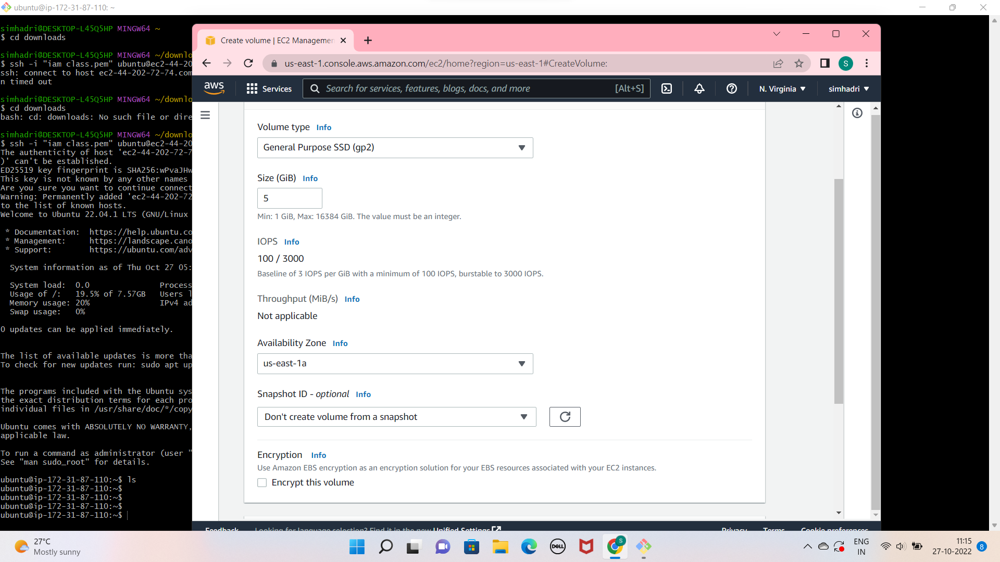 ubuntu@ip-172-31-87-110: ~
simhadri@DESKTOP-L45Q5HP MINGW64 ~
$ cd downloads
simhadri@DESKTOP-L45Q5HP MINGW64 ~/downlo
$ ssh -i "iam class.pem" ubuntu@ec2-44-20
ssh: connect to host ec2-44-202-72-74.com
n timed out
simhadri@DESKTOP-L45Q5HP MINGW64 ~/downlo
$ cd downloads
bash: cd: downloads: No such file or dire
simhadri@DESKTOP-L45Q5HP MINGW64 ~/downlo
$ ssh -i "iam class.pem" ubuntu@ec2-44-20
The authenticity of host 'ec2-44-202-72-7
)' can't be established.
ED25519 key fingerprint is SHA256:wPvaJHw
This key is not known by any other names
Are you sure you want to continue connect
Warning: Permanently added 'ec2-44-202-72
to the list of known hosts.
Welcome to Ubuntu 22.04.1 LTS (GNU/Linux
* Documentation: https://help.ubuntu.co
* Management: https://landscape.cano
* Support: https://ubuntu.com/adv
System information as of Thu Oct 27 05:
System load: 0.0 Process
Usage of /: 19.5% of 7.57GB Users l
Memory usage: 20% IPv4 ad
Swap usage: 0%
0 updates can be applied immediately.
The list of available updates is more tha
To check for new updates run: sudo apt up
The programs included with the Ubuntu sys
the exact distribution terms for each pro
individual files in /usr/share/doc/*/copy
Ubuntu comes with ABSOLUTELY NO WARRANTY,
applicable law.
To run a command as administrator (user "
See "man sudo_root" for details.
ubuntu@ip-172-31-87-110:~$ ls
ubuntu@ip-172-31-87-110:~$
ubuntu@ip-172-31-87-110:~$
ubuntu@ip-172-31-87-110:~$
ubuntu@ip-172-31-87-110:~$
Create volume | EC2 Managemen
us-east-1.console.aws.amazon.com/ec2/home?region=us-east-1#CreateVolume:
S
aws Services Search for services, features, blogs, docs, and more [Alt+S] N. Virginia simhadri
Volume type Info
General Purpose SSD (gp2)
Size (GiB) Info
5
Min: 1 GiB, Max: 16384 GiB. The value must be an integer.
IOPS Info
100 / 3000
Baseline of 3 IOPS per GiB with a minimum of 100 IOPS, burstable to 3000 IOPS.
Throughput (MiB/s) Info
Not applicable
Availability Zone Info
us-east-1a
Snapshot ID - optional Info
Don't create volume from a snapshot
Encryption Info
Use Amazon EBS encryption as an encryption solution for your EBS resources associated with your EC2 instances.
Encrypt this volume
Feedback Looking for language selection? Find it in the new Unified Settings Privacy Terms Cookie preferences
27°C
Mostly sunny
DELL
S
ENG
IN
11:15
27-10-2022
8